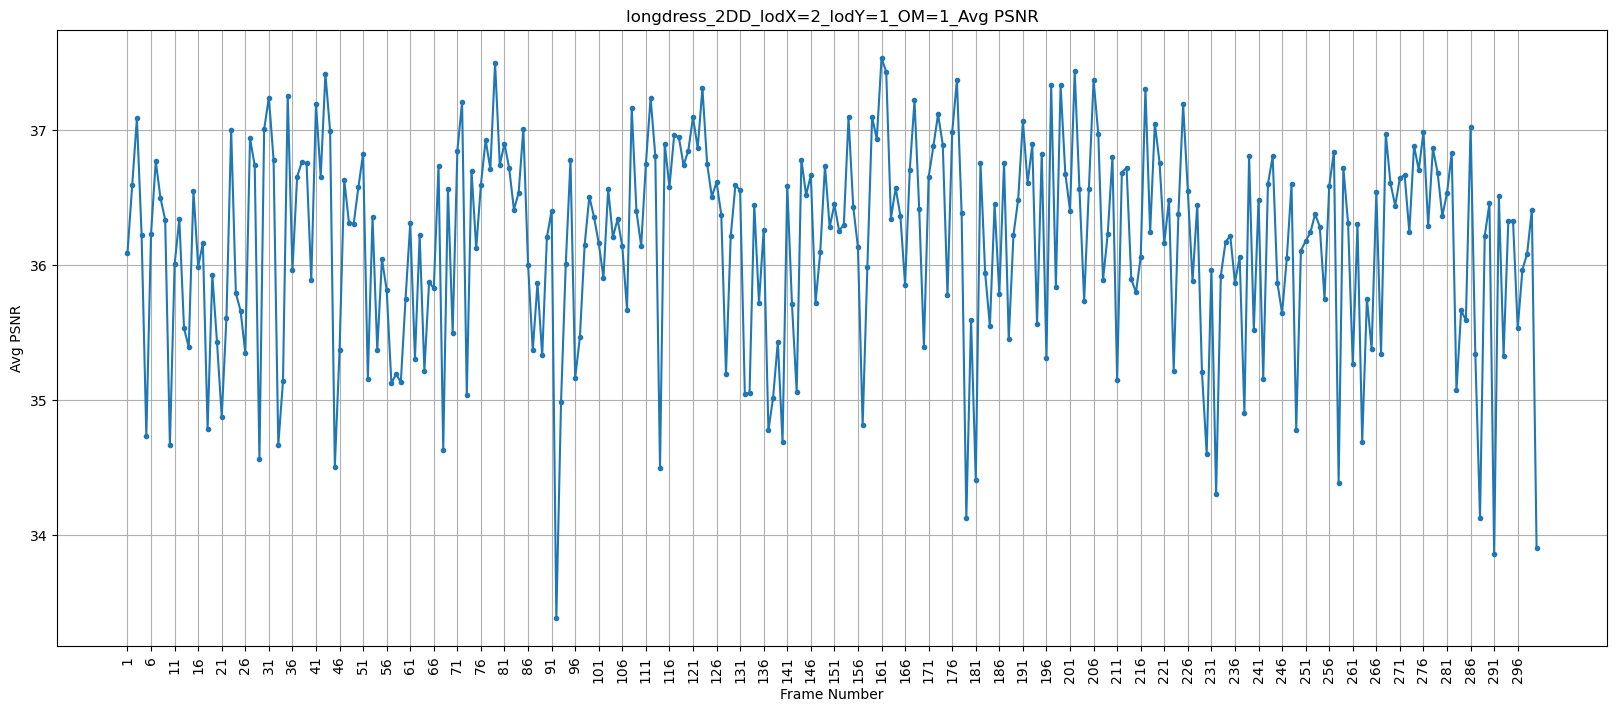 longdress_2DD_lodX=2_lodY=1_OM=1_Avg PSNR
Avg PSNR
37
36
35
34
1 6 11 16 21 26 31 36 41 46 51 56 61 66 71 76 81 86 91 96 101 106 111 116 121 126 131 136 141 146 151 156 161 166 171 176 181 186 191 196 201 206 211 216 221 226 231 236 241 246 251 256 261 266 271 276 281 286 291 296
Frame Number